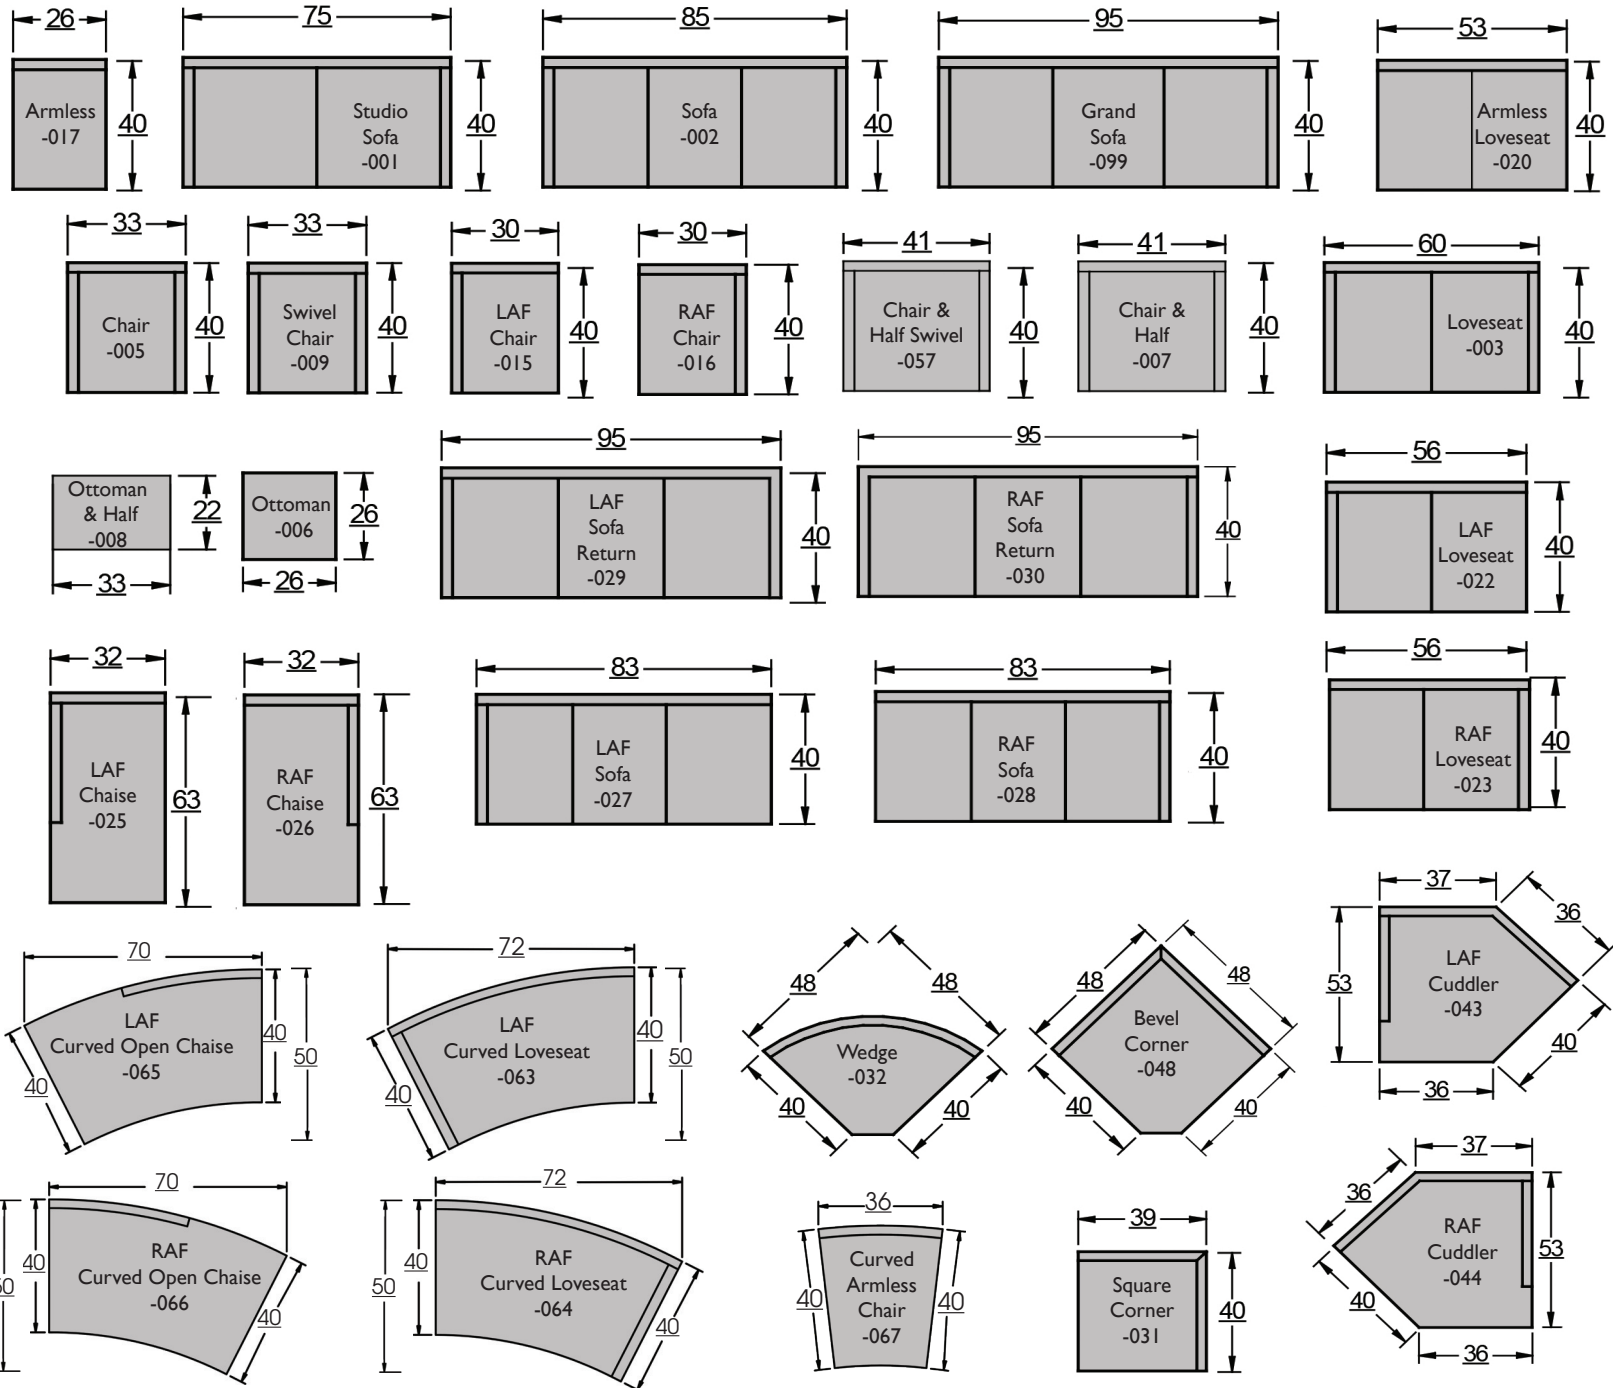 26
75
85
95
53
Armless
-017
40
Studio
Sofa
-001
40
Sofa
-002
40
Grand
Sofa
-099
40
Armless
Loveseat
-020
40
33
33
30
30
41
41
60
Chair
-005
40
Swivel
Chair
-009
40
LAF
Chair
-015
40
RAF
Chair
-016
40
Chair &
Half Swivel
-057
40
Chair &
Half
-007
40
Loveseat
-003
40
Ottoman
& Half
-008
22
33
Ottoman
-006
26
26
95
LAF
Sofa
Return
-029
40
95
RAF
Sofa
Return
-030
40
56
LAF
Loveseat
-022
40
32
LAF
Chaise
-025
63
32
RAF
Chaise
-026
63
83
LAF
Sofa
-027
40
83
RAF
Sofa
-028
40
56
RAF
Loveseat
-023
40
70
LAF
Curved Open Chaise
-065
40
50
40
72
LAF
Curved Loveseat
-063
40
50
40
48
48
Wedge
-032
40
40
48
48
Bevel
Corner
-048
40
40
37
36
53
LAF
Cuddler
-043
40
36
70
50
40
RAF
Curved Open Chaise
-066
40
72
50
40
RAF
Curved Loveseat
-064
40
36
Curved
Armless
Chair
-067
40
40
39
Square
Corner
-031
40
37
36
RAF
Cuddler
-044
53
40
36